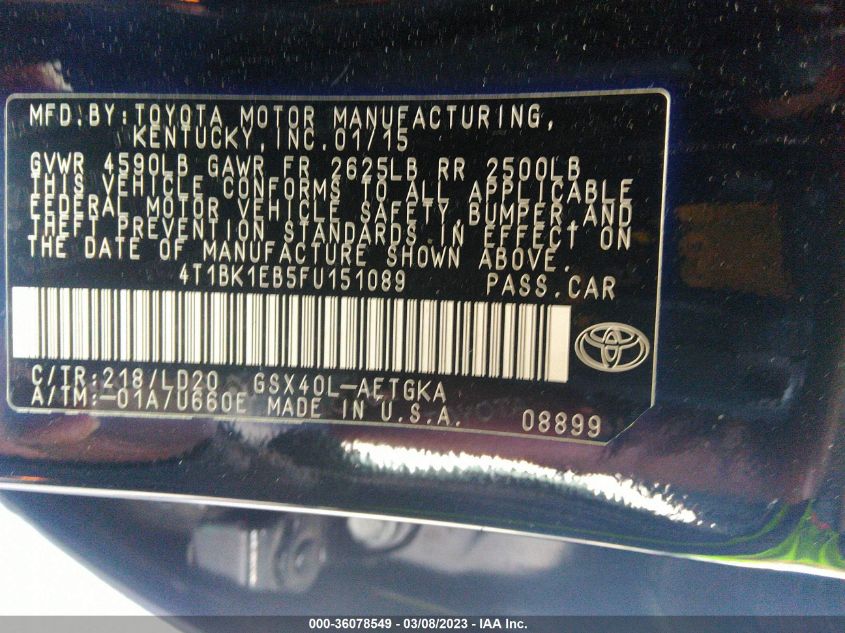 MFD.BY:TOYOTA MOTOR MANUFACTURING,
KENTUCKY,INC.01/15
GVWR 4590LB GAWR FR 2625LB RR 2500LB
THIS VEHICLE CONFORMS TO ALL APPLICABLE
FEDERAL MOTOR VEHICLE SAFETY,BUMPER,AND
THEFT PREVENTION STANDARDS IN EFFECT ON
THE DATE OF MANUFACTURE SHOWN ABOVE.
4T1BK1EB5FU151089 PASS.CAR
C/TR:218/LD20 GSX40L-AETGKA
A/TM:-01A/U660E MADE IN U.S.A. 08899
000-36078549 - 03/08/2023 - IAA Inc.